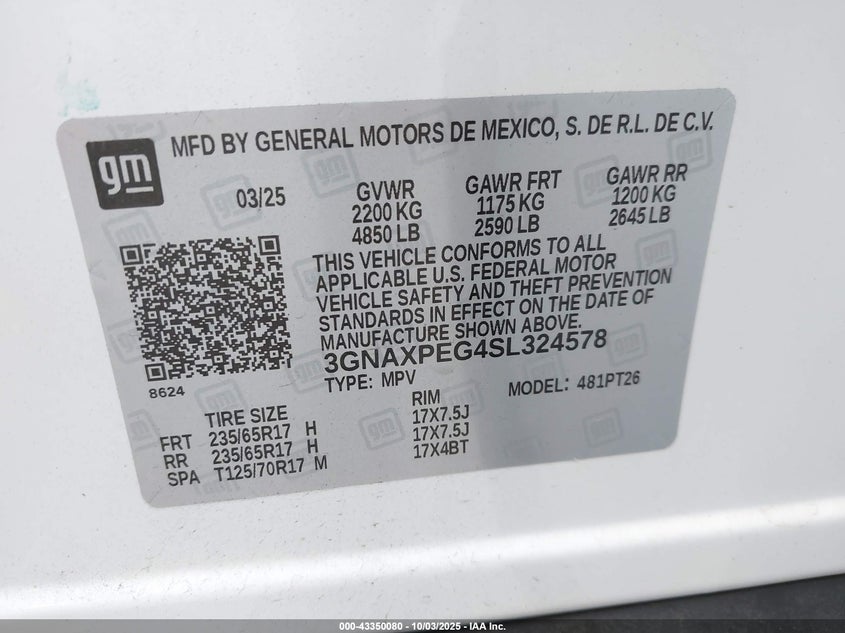 gm
MFD BY GENERAL MOTORS DE MEXICO, S. DE R.L. DE C.V.
03/25
GVWR GAWR FRT GAWR RR
2200 KG 1175 KG 1200 KG
4850 LB 2590 LB 2645 LB
THIS VEHICLE CONFORMS TO ALL
APPLICABLE U.S. FEDERAL MOTOR
VEHICLE SAFETY AND THEFT PREVENTION
STANDARDS IN EFFECT ON THE DATE OF
MANUFACTURE SHOWN ABOVE.
3GNAXPEG4SL324578
8624
TYPE: MPV MODEL: 481PT26
TIRE SIZE RIM
FRT 235/65R17 H 17X7.5J
RR 235/65R17 H 17X7.5J
SPA T125/70R17 M 17X4BT
000-43350080 - 10/03/2025 - IAA Inc.